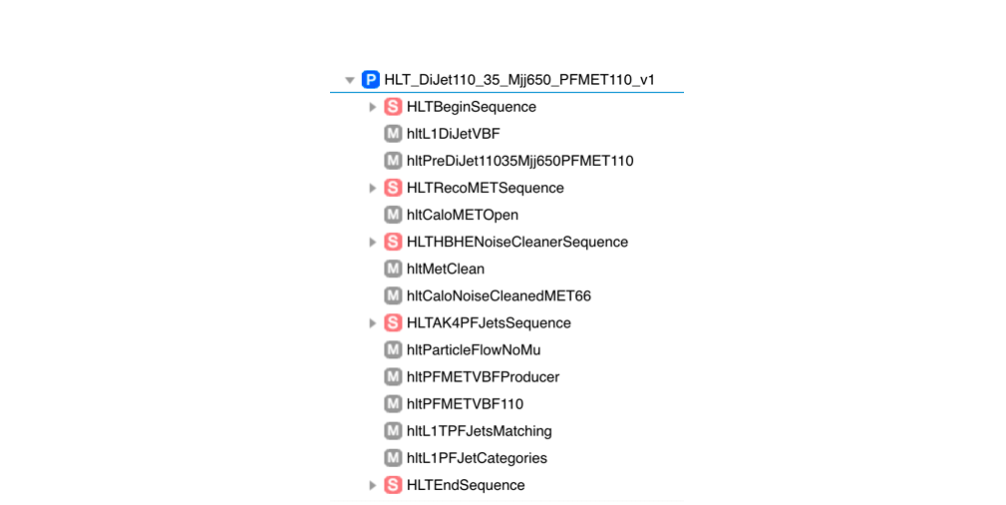 P HLT_DiJet110_35_Mjj650_PFMET110_v1
S HLTBeginSequence
M hltL1DiJetVBF
M hltPreDiJet11035Mjj650PFMET110
S HLTRecoMETSequence
M hltCaloMETOpen
S HLTHBHENoiseCleanerSequence
M hltMetClean
M hltCaloNoiseCleanedMET66
S HLTAK4PFJetsSequence
M hltParticleFlowNoMu
M hltPFMETVBFProducer
M hltPFMETVBF110
M hltL1TPFJetsMatching
M hltL1PFJetCategories
S HLTEndSequence